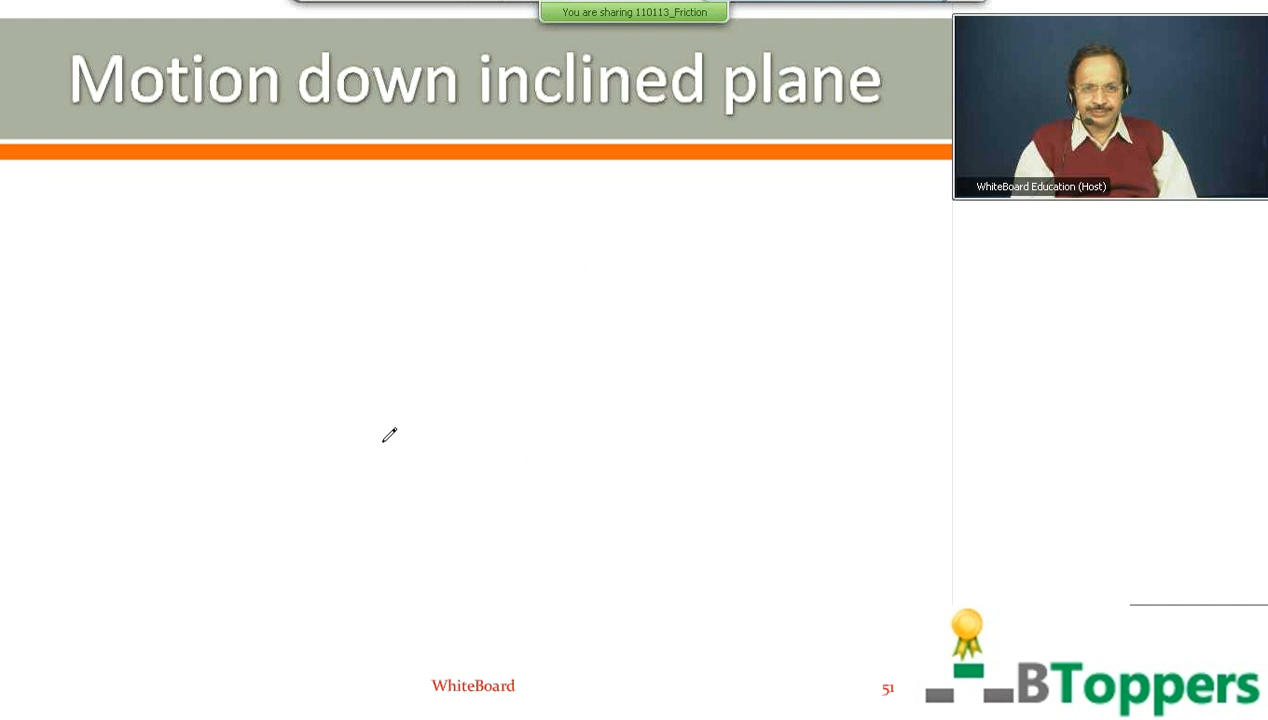 You are sharing 110113_Friction
Motion down inclined plane
WhiteBoard Education (Host)
WhiteBoard
51
BToppers